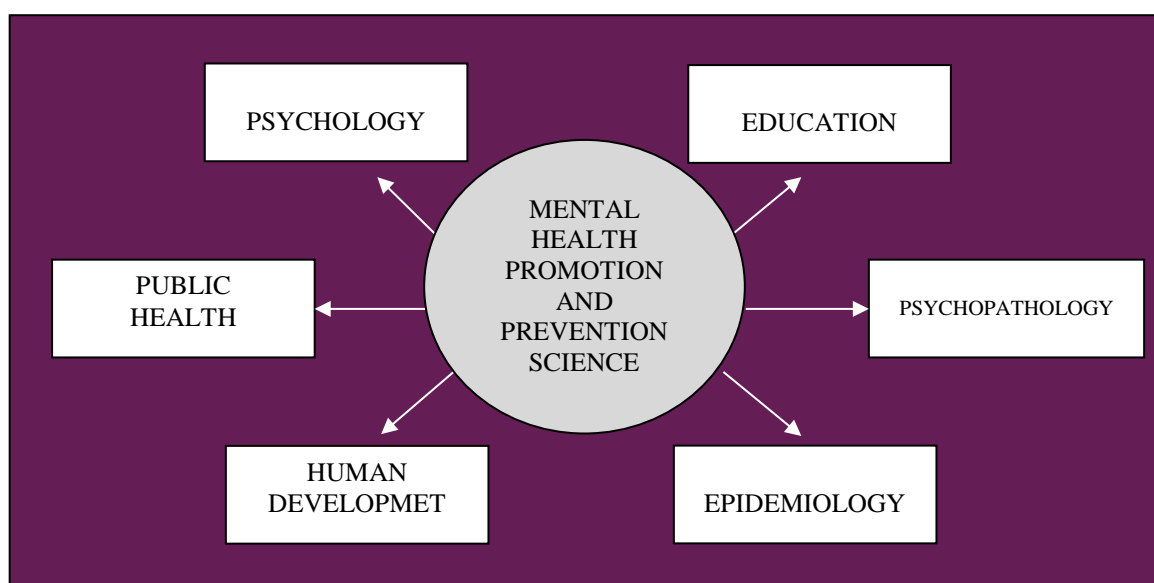 PSYCHOLOGY
EDUCATION
MENTAL
HEALTH
PROMOTION
AND
PREVENTION
SCIENCE
PUBLIC
HEALTH
PSYCHOPATHOLOGY
HUMAN
DEVELOPMET
EPIDEMIOLOGY